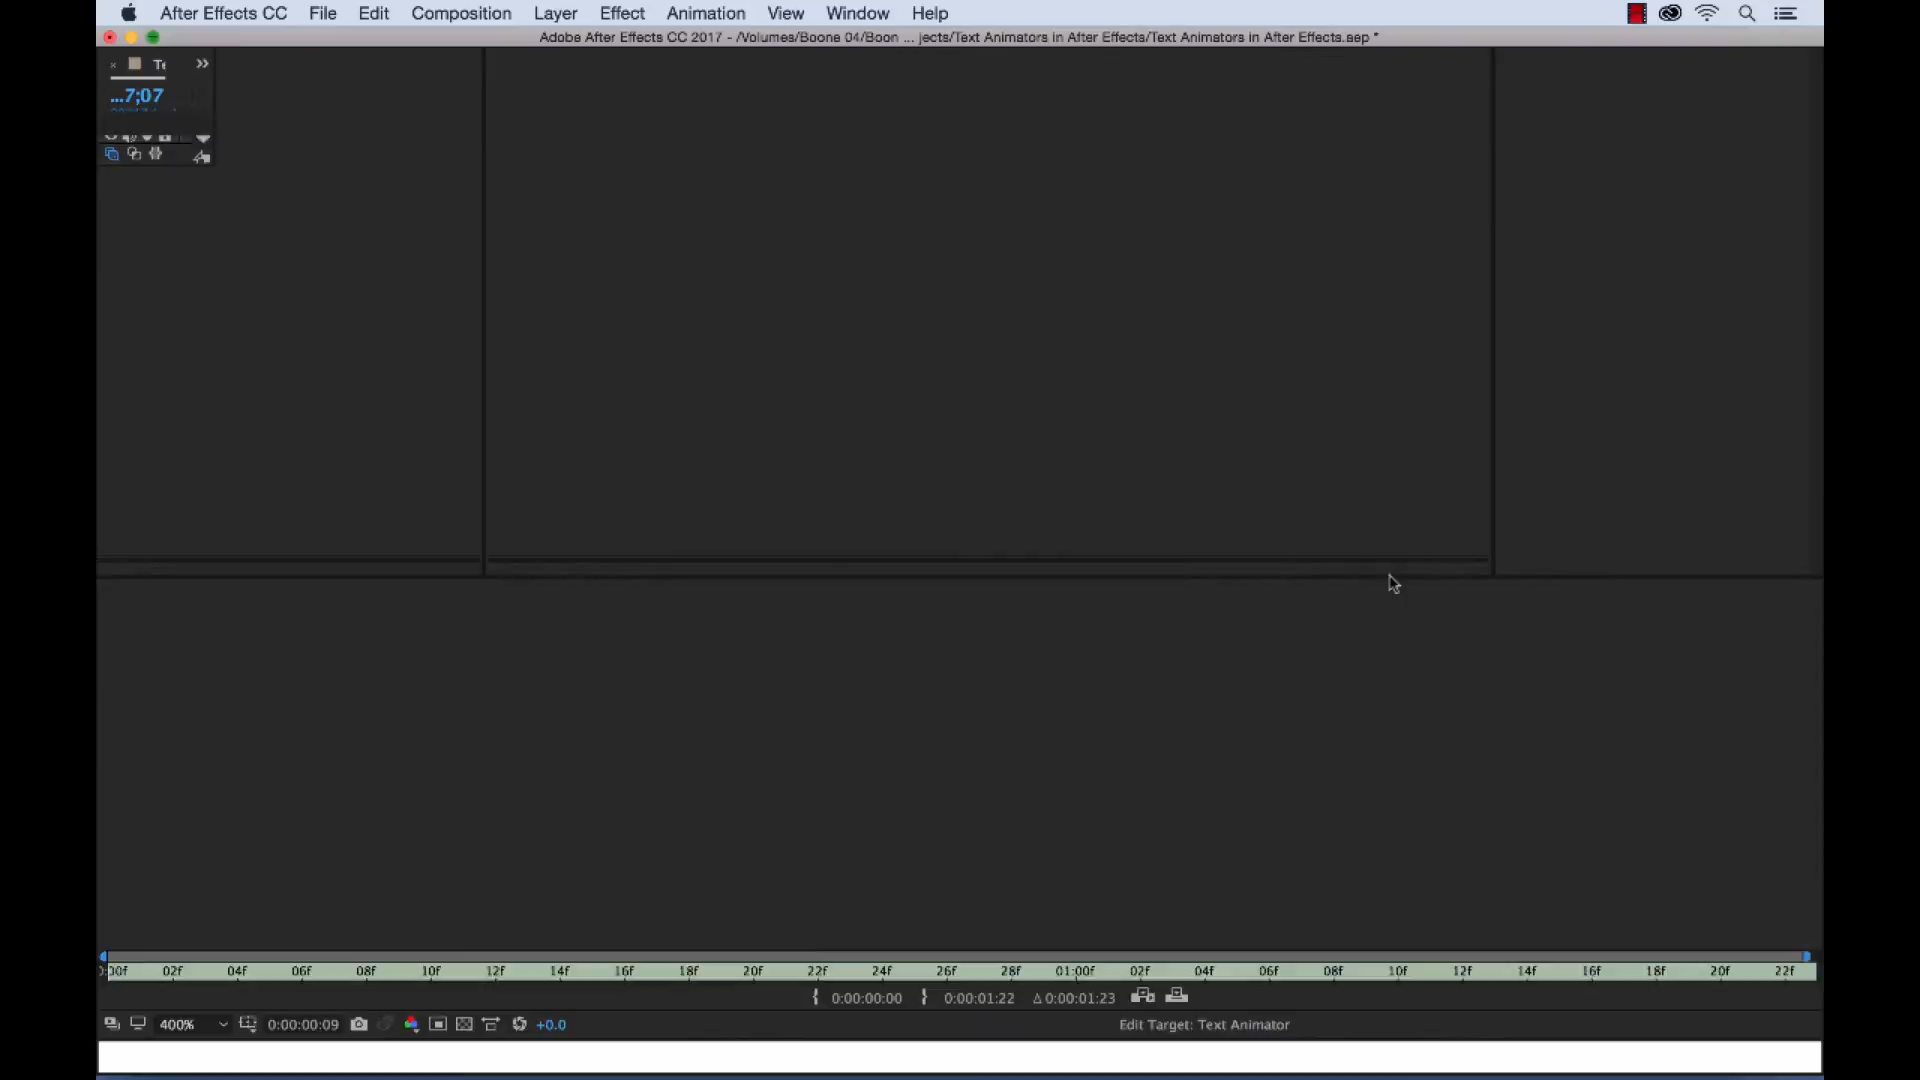 After Effects CC File Edit Composition Layer Effect Animation View Window Help
Adobe After Effects CC 2017 - /Volumes/Boone 04/Boon ... jects/Text Animators in After Effects/Text Animators in After Effects.aep *
× Te »
...7;07
00f 02f 04f 06f 08f 10f 12f 14f 16f 18f 20f 22f 24f 26f 28f 01:00f 02f 04f 06f 08f 10f 12f 14f 16f 18f 20f 22f
{ 0:00:00:00 } 0:00:01:22 Δ 0:00:01:23
400% 0:00:00:09 +0.0 Edit Target: Text Animator